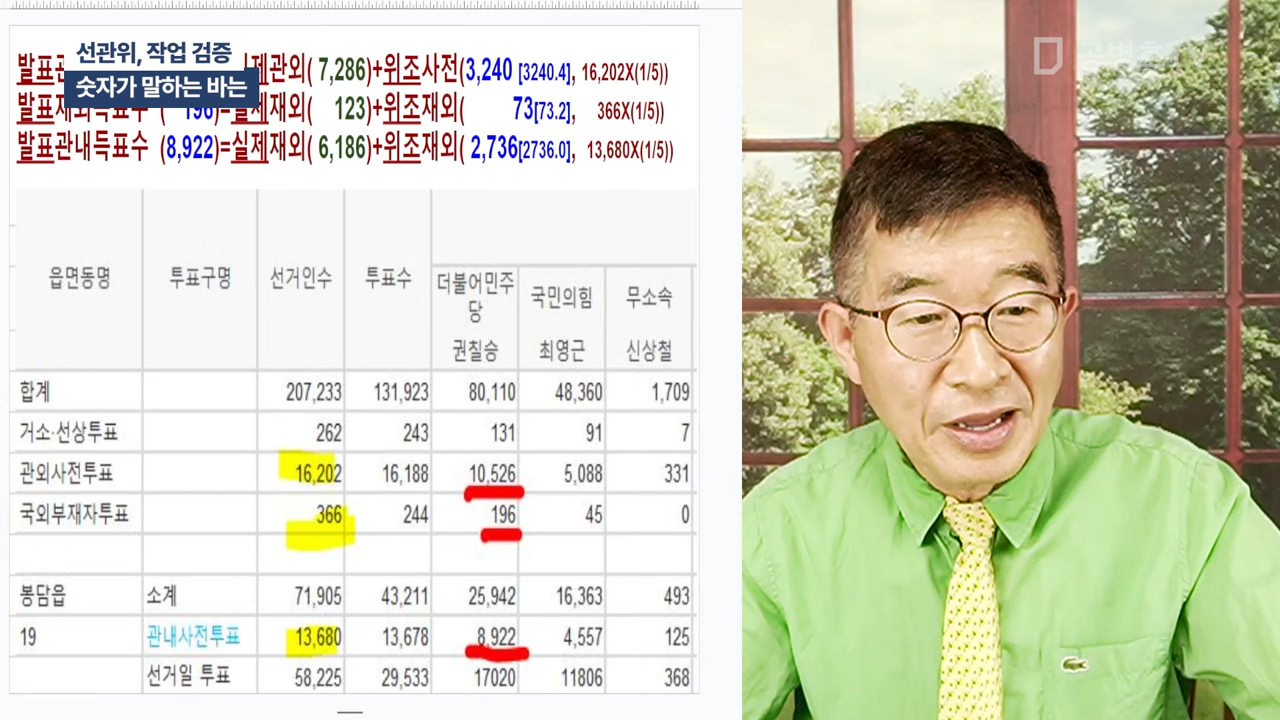 선관위, 작업 검증
숫자가 말하는 바는
발표관 제관외( 7,286)+위조사전(3,240 [3240.4], 16,202X(1/5))
발표재외득표수 ( 196)=실제재외( 123)+위조재외( 73[73.2], 366X(1/5))
발표관내득표수 (8,922)=실제재외( 6,186)+위조재외( 2,736[2736.0], 13,680X(1/5))
읍면동명 투표구명 선거인수 투표수 더불어민주당 권칠승 국민의힘 최영근 무소속 신상철
합계 207,233 131,923 80,110 48,360 1,709
거소·선상투표 262 243 131 91 7
관외사전투표 16,202 16,188 10,526 5,088 331
국외부재자투표 366 244 196 45 0
봉담읍 소계 71,905 43,211 25,942 16,363 493
19 관내사전투표 13,680 13,678 8,922 4,557 125
선거일 투표 58,225 29,533 17020 11806 368